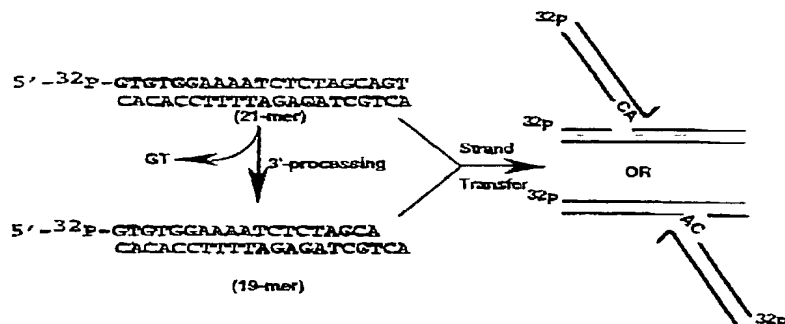 32P
5'-32P-GTGTGGAAAATCTCTAGCAGT
CACACCTTTTAGAGATCGTCA
(21-mer)
CA
32P
GT
3'-processing
Strand
Transfer
OR
32P
5'-32P-GTGTGGAAAATCTCTAGCA
CACACCTTTTAGAGATCGTCA
AC
(19-mer)
32P